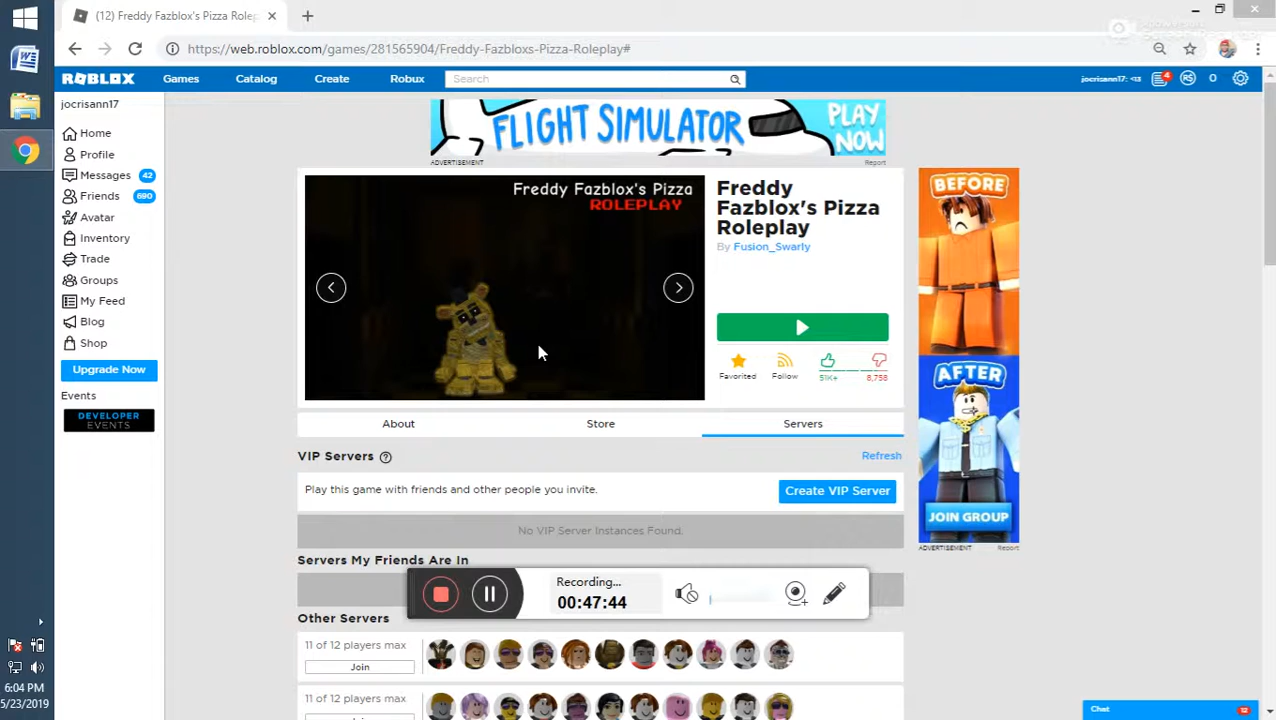 (12) Freddy Fazblox's Pizza Rolep
https://web.roblox.com/games/281565904/Freddy-Fazbloxs-Pizza-Roleplay#
ROBLOX Games Catalog Create Robux Search jocrisann17: <13 4 R$ 0
jocrisann17
Home
Profile
Messages 42
Friends 690
Avatar
Inventory
Trade
Groups
My Feed
Blog
Shop
Upgrade Now
Events
DEVELOPER
EVENTS
FLIGHT SIMULATOR PLAY
NOW
ADVERTISEMENT Report
Freddy Fazblox's Pizza
ROLEPLAY
Freddy
Fazblox's Pizza
Roleplay
By Fusion_Swarly
Favorited Follow 51K+ 8,758
About Store Servers
VIP Servers ? Refresh
Play this game with friends and other people you invite. Create VIP Server
No VIP Server Instances Found.
Servers My Friends Are In
Recording...
00:47:44
Other Servers
11 of 12 players max
Join
11 of 12 players max
Join
BEFORE
AFTER
JOIN GROUP
ADVERTISEMENT Report
Chat 12
6:04 PM
5/23/2019